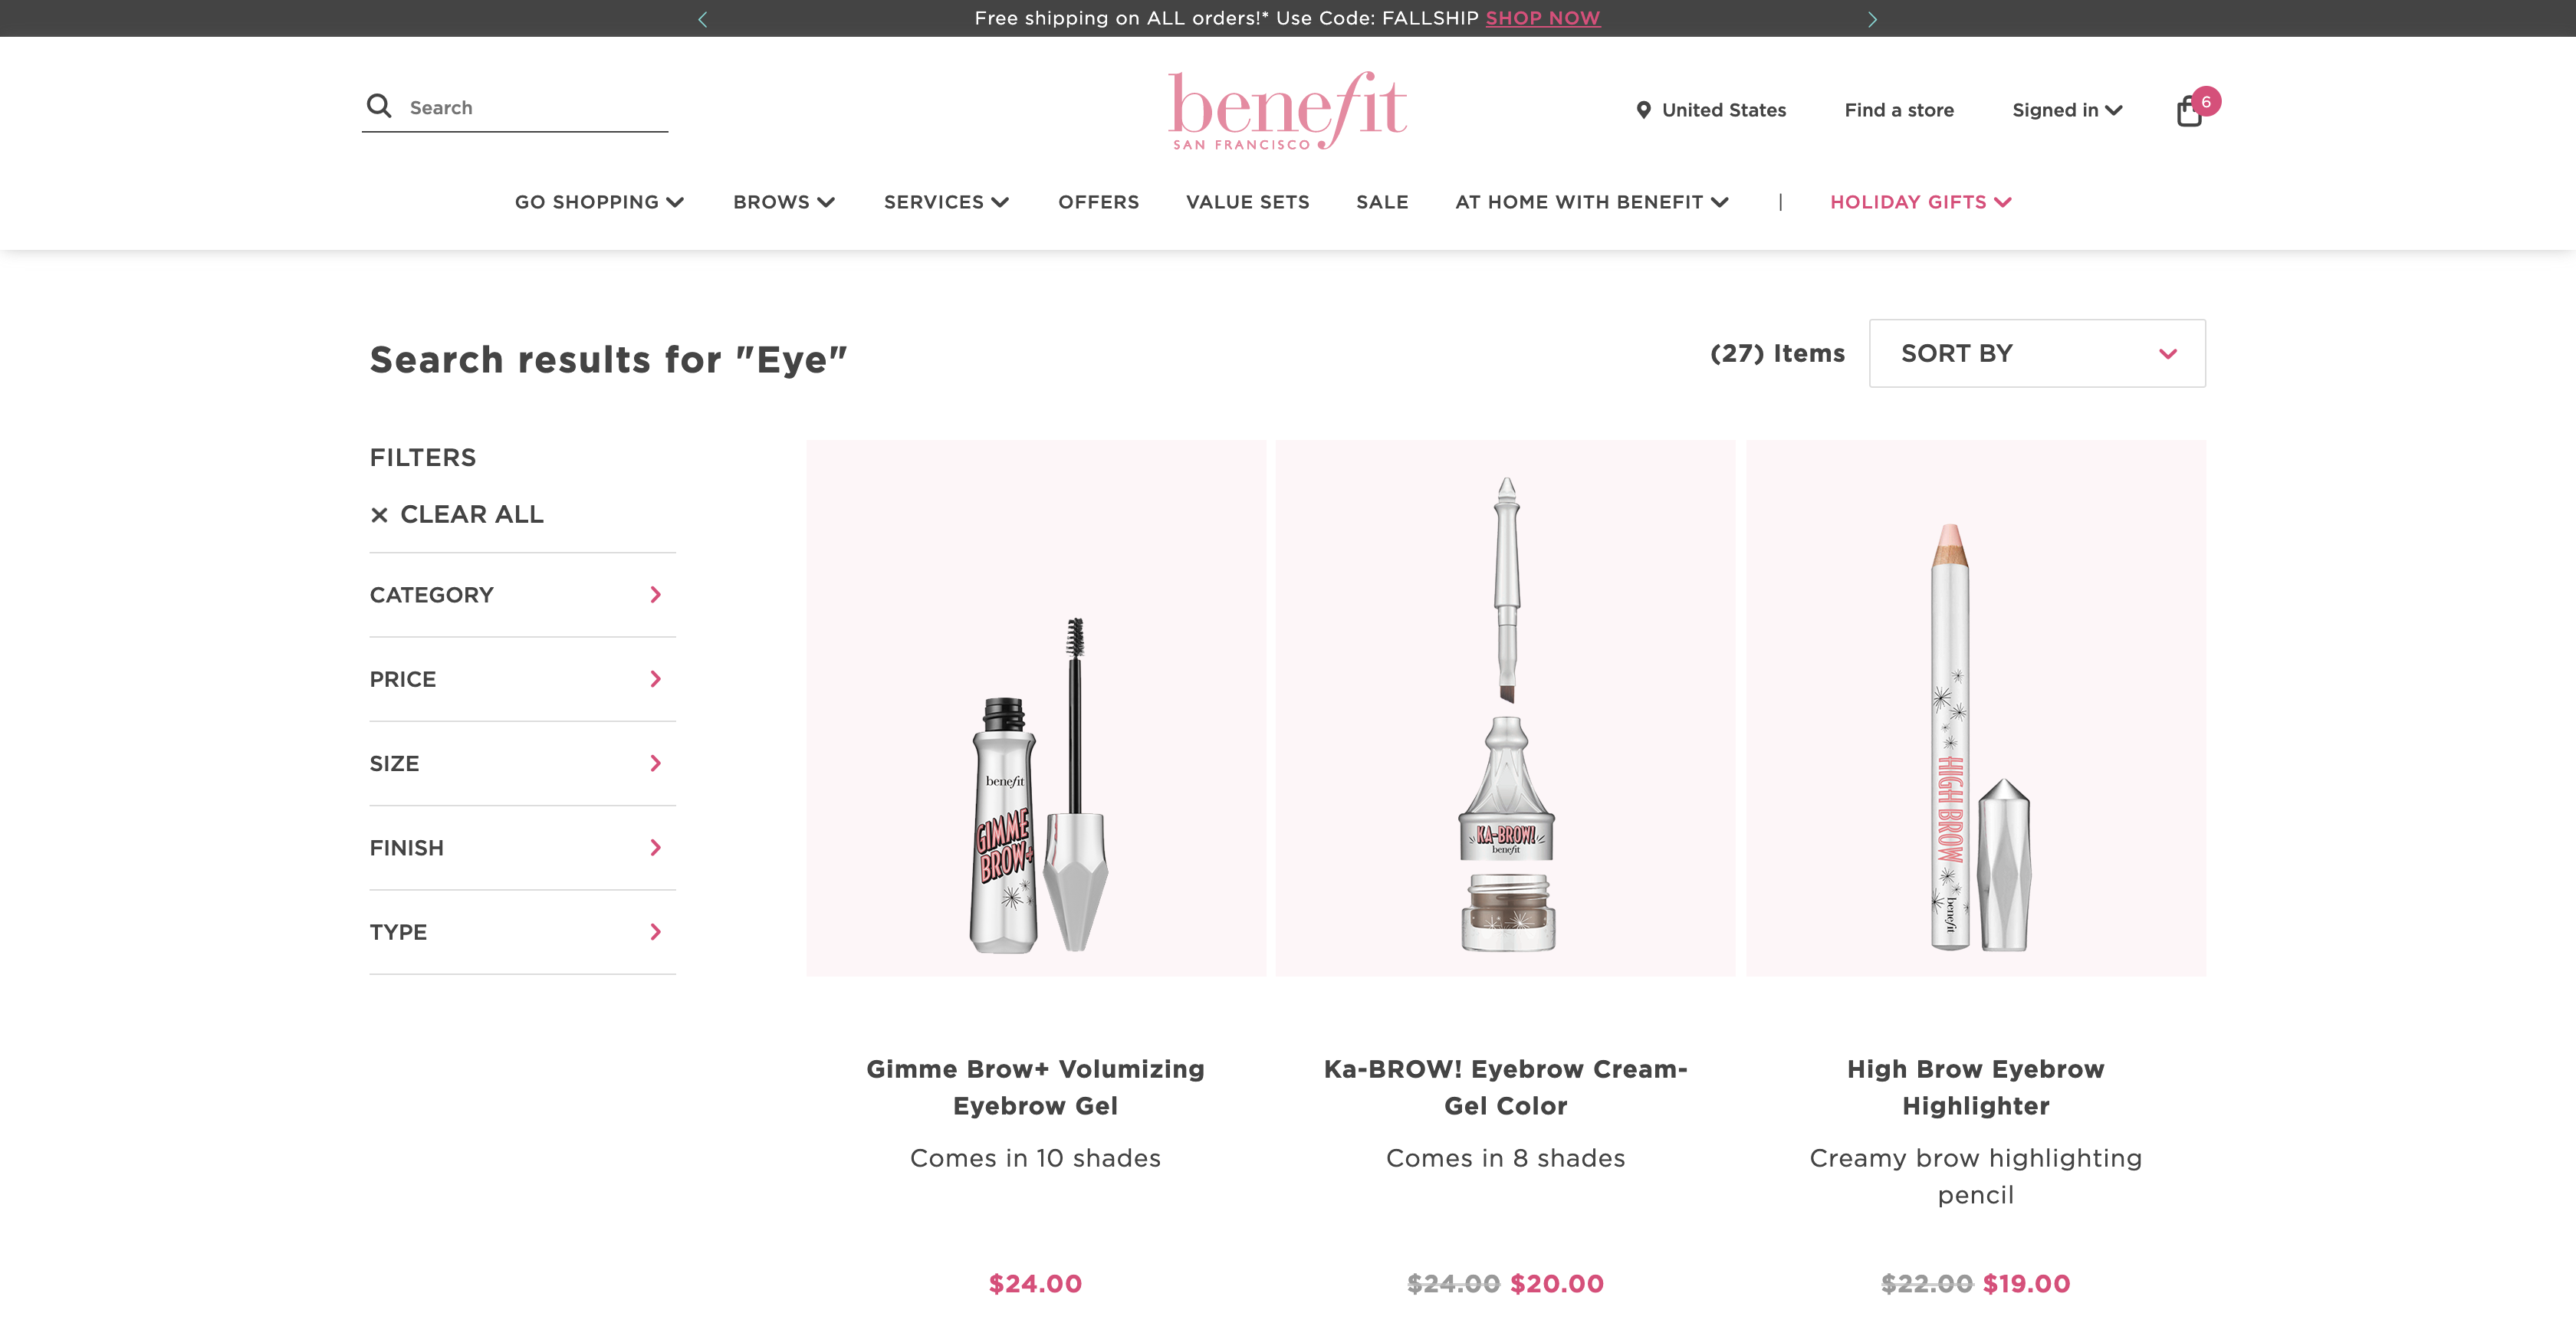 Free shipping on ALL orders!* Use Code: FALLSHIP SHOP NOW
Search
benefit
SAN FRANCISCO
United States
Find a store
Signed in
6
GO SHOPPING
BROWS
SERVICES
OFFERS
VALUE SETS
SALE
AT HOME WITH BENEFIT
|
HOLIDAY GIFTS
Search results for "Eye"
(27) Items
SORT BY
FILTERS
CLEAR ALL
CATEGORY
PRICE
SIZE
FINISH
TYPE
benefit
GIMME
BROW+
KA-BROW!
benefit
HIGH BROW
benefit
Gimme Brow+ Volumizing
Eyebrow Gel
Comes in 10 shades
$24.00
Ka-BROW! Eyebrow Cream-
Gel Color
Comes in 8 shades
$24.00 $20.00
High Brow Eyebrow
Highlighter
Creamy brow highlighting
pencil
$22.00 $19.00